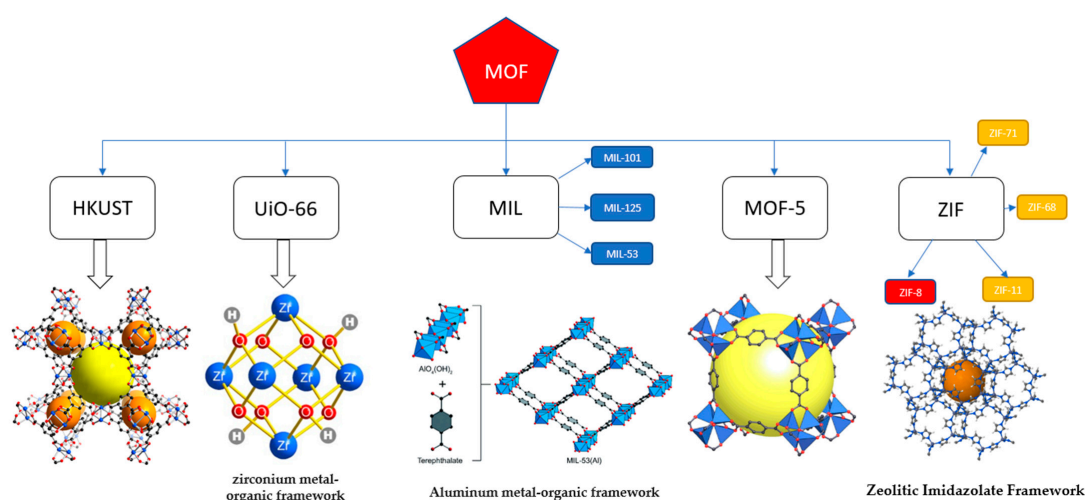 MOF
HKUST
UiO-66
MIL
MIL-101
MIL-125
MIL-53
MOF-5
ZIF
ZIF-71
ZIF-68
ZIF-8
ZIF-11
Zr
H
H
O
O
Zr
Zr
Zr
Zr
O
O
H
H
Zr
zirconium metal-
organic framework
AlO₄(OH)₂
+
Terephthalate
MIL-53(Al)
Aluminum metal-organic framework
Zeolitic Imidazolate Framework